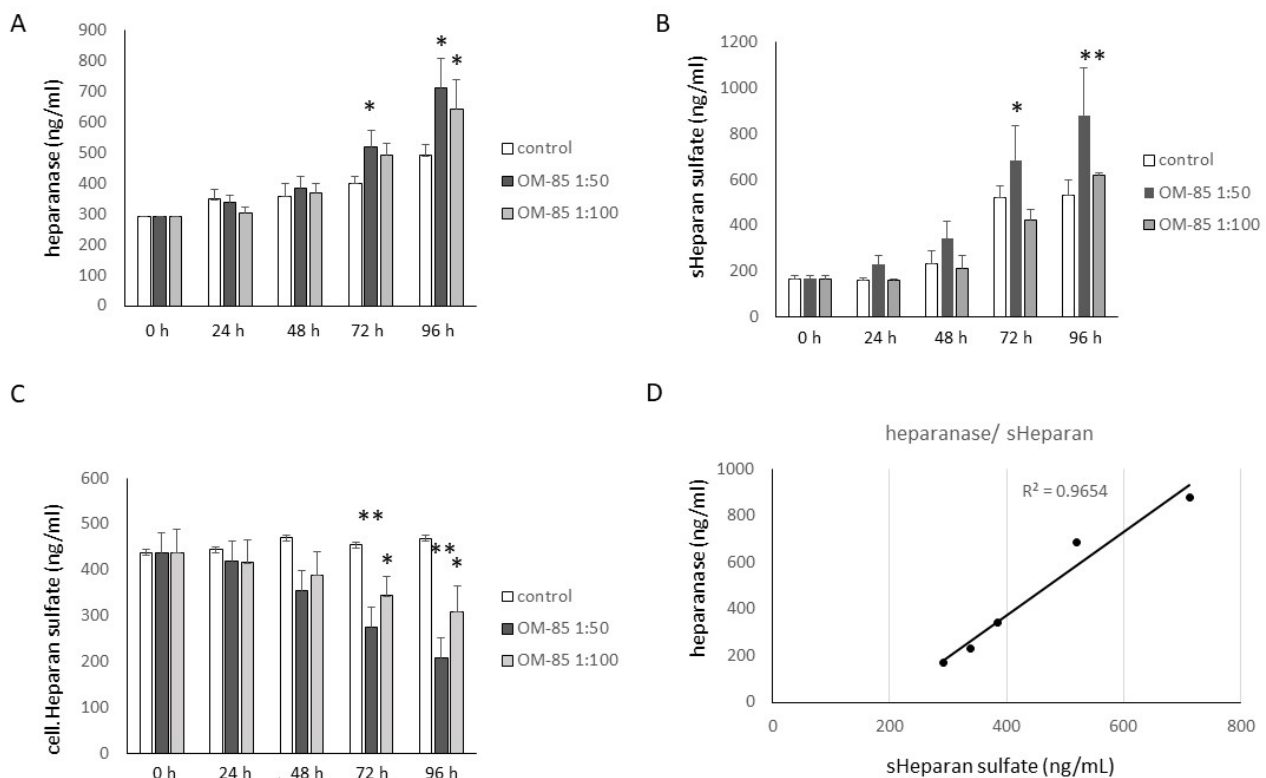 A
heparanase (ng/ml)
900
800
700
600
500
400
300
200
100
0
*
*
*
0 h
24 h
48 h
72 h
96 h
control
OM-85 1:50
OM-85 1:100
B
sHeparan sulfate (ng/ml)
1200
1000
800
600
400
200
0
*
**
0 h
24 h
48 h
72 h
96 h
control
OM-85 1:50
OM-85 1:100
C
cell.Heparan sulfate (ng/ml)
600
500
400
300
200
100
0
**
*
**
*
0 h
24 h
48 h
72 h
96 h
control
OM-85 1:50
OM-85 1:100
D
heparanase/ sHeparan
heparanase (ng/ml)
1000
800
600
400
200
0
R² = 0.9654
0
200
400
600
800
sHeparan sulfate (ng/mL)